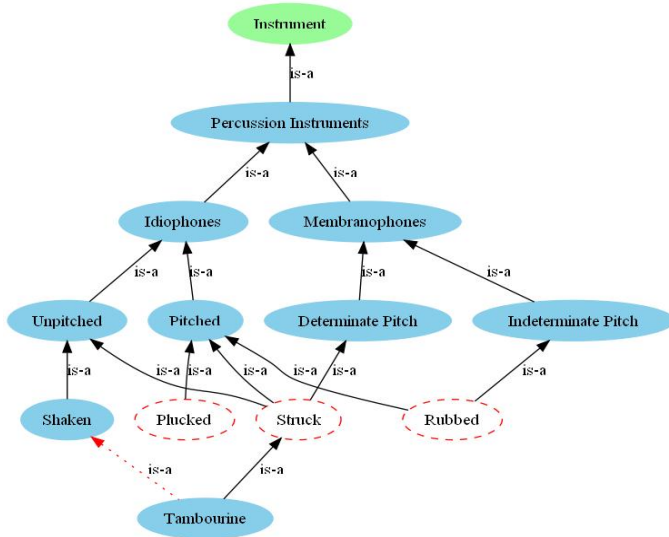 Instrument
is-a
Percussion Instruments
is-a
is-a
Idiophones
Membranophones
is-a
is-a
is-a
is-a
Unpitched
Pitched
Determinate Pitch
Indeterminate Pitch
is-a
is-a
is-a
is-a
is-a
is-a
is-a
Shaken
Plucked
Struck
Rubbed
is-a
is-a
Tambourine